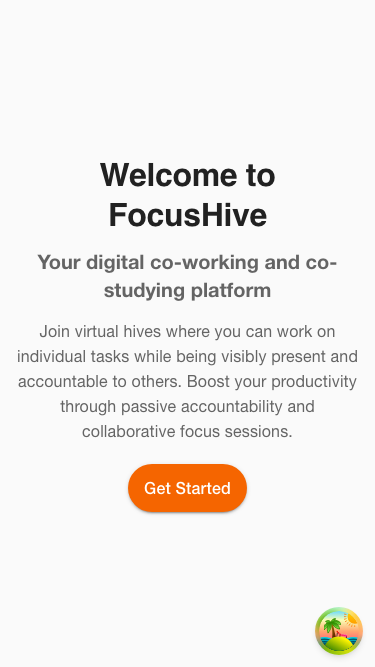 Welcome to
FocusHive
Your digital co-working and co-
studying platform
Join virtual hives where you can work on
individual tasks while being visibly present and
accountable to others. Boost your productivity
through passive accountability and
collaborative focus sessions.
Get Started